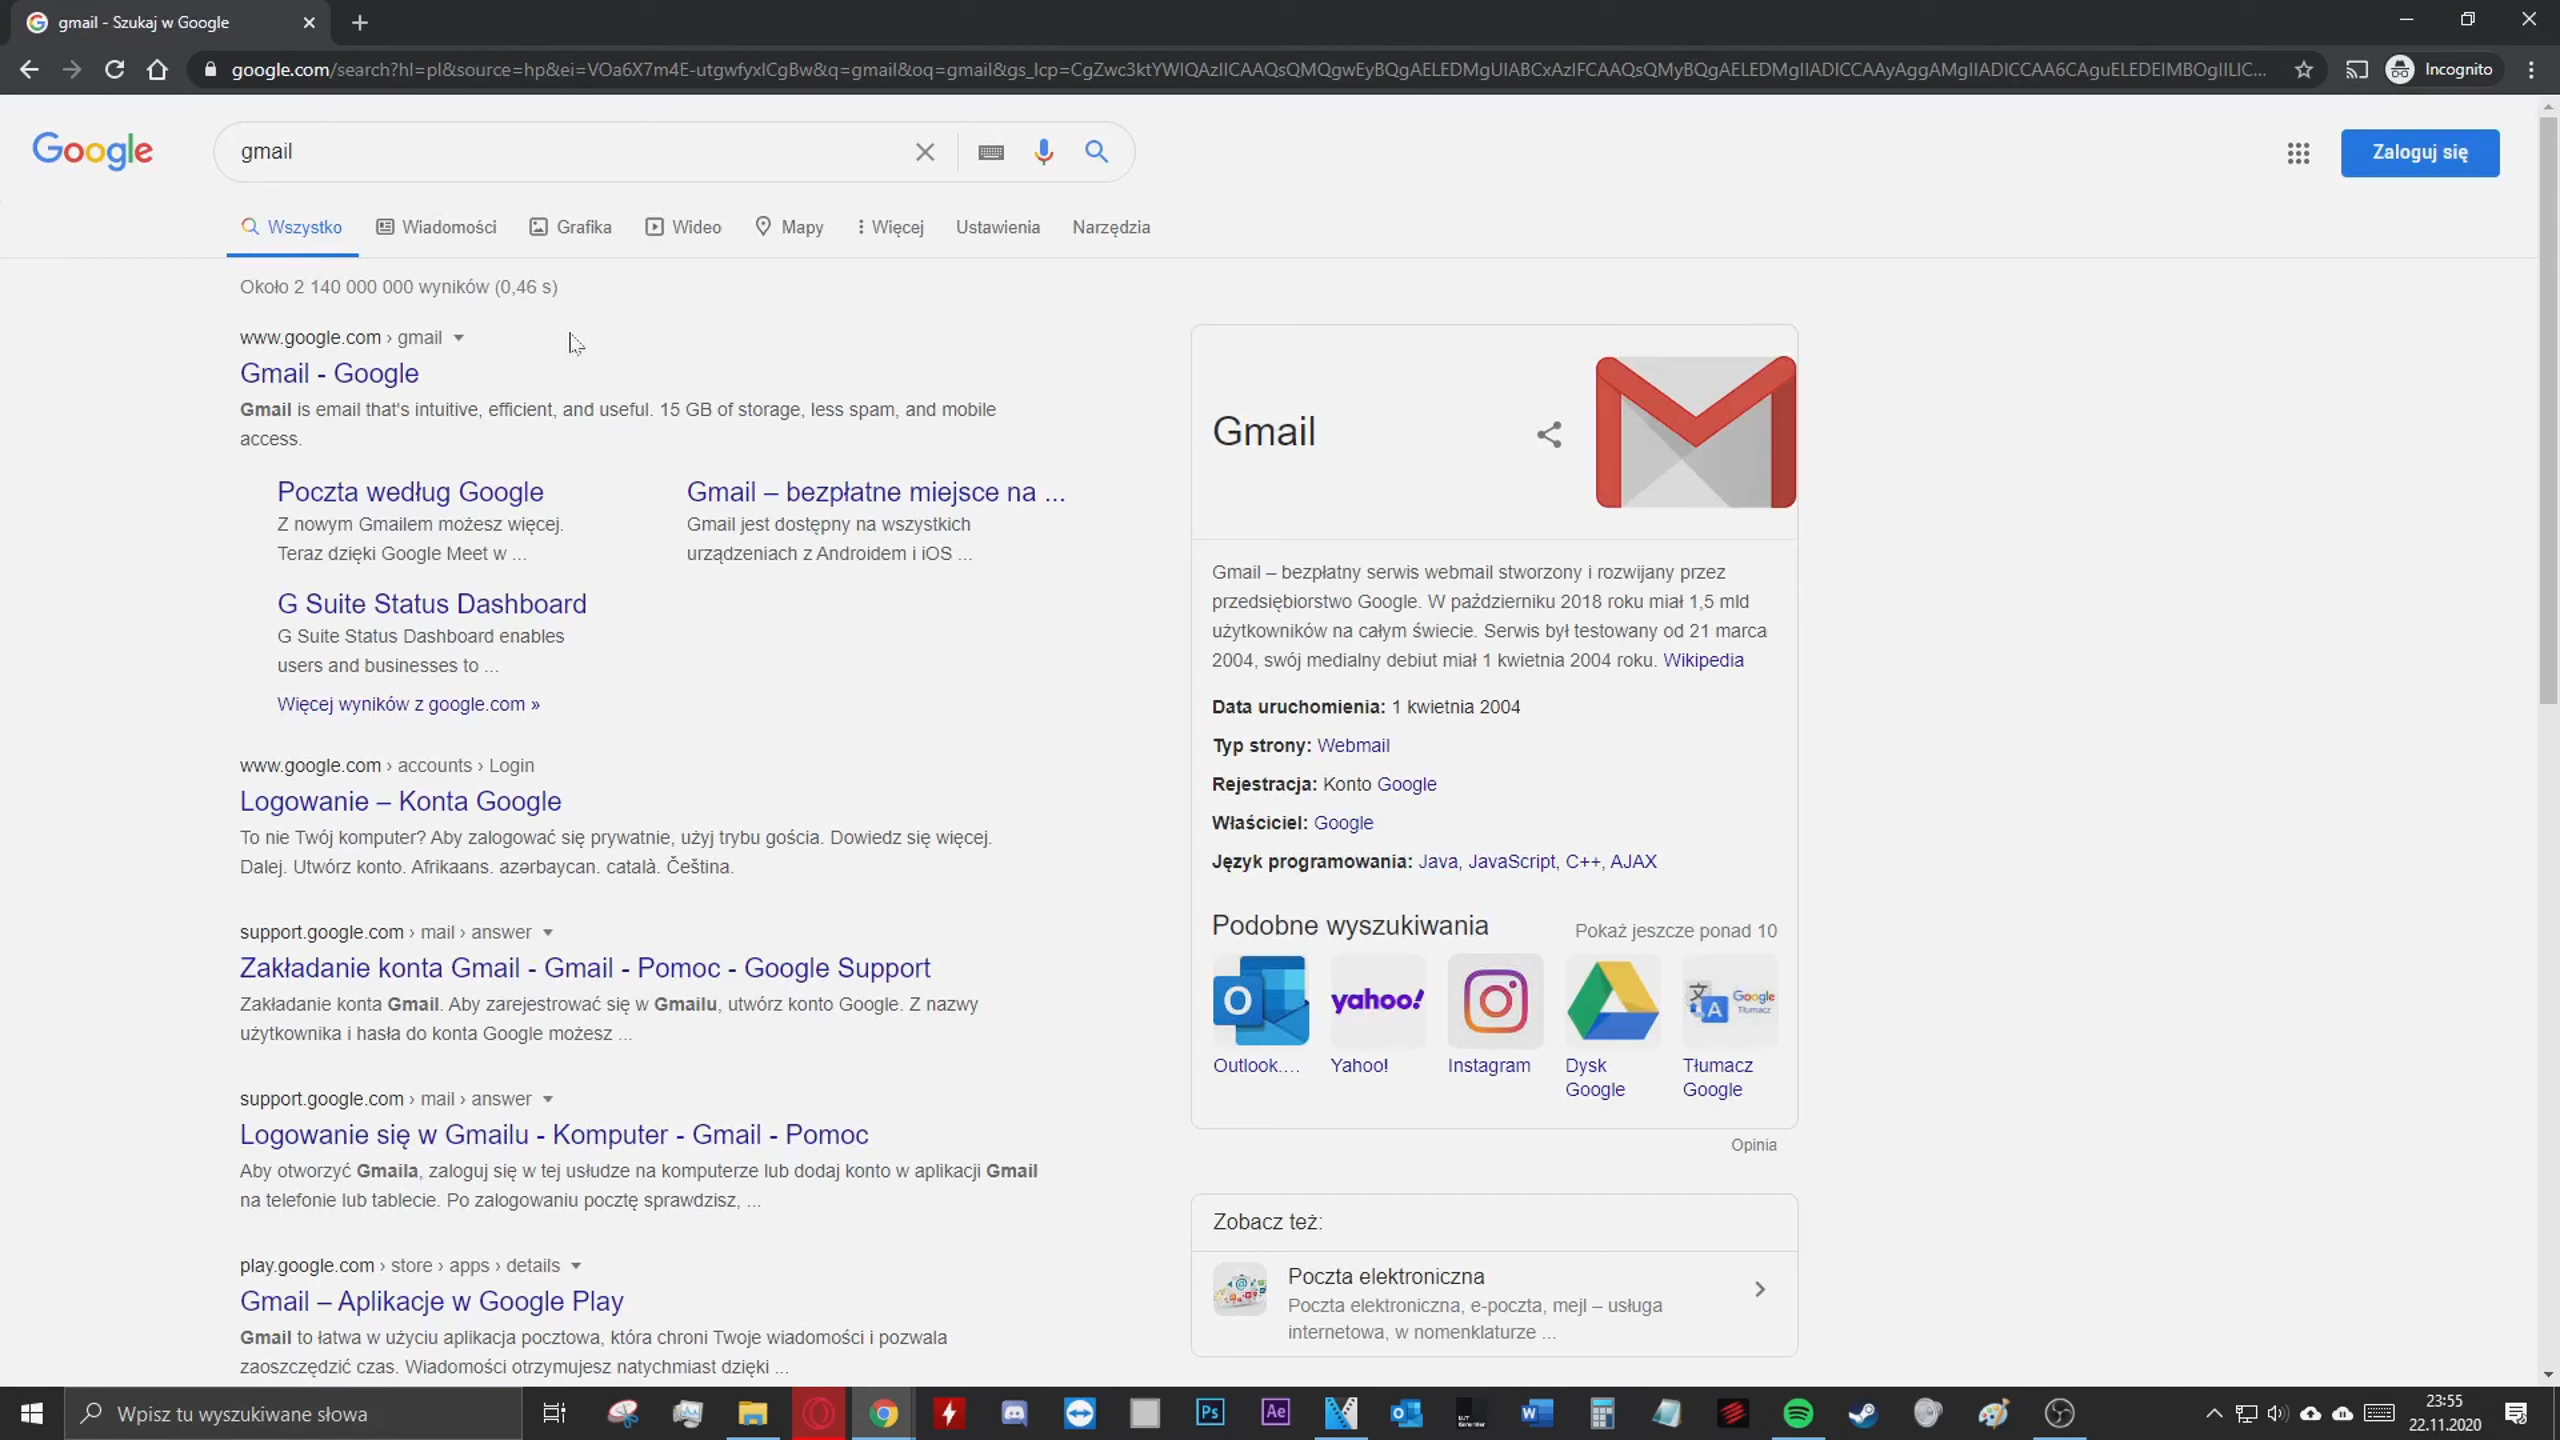 gmail - Szukaj w Google
google.com/search?hl=pl&source=hp&ei=VOa6X7m4E-utgwfyxlCgBw&q=gmail&oq=gmail&gs_lcp=CgZwc3ktYWIQAzIICAAQsQMQgwEyBQgAELEDMgUIABCxAzIFCAAQsQMyBQgAELEDMgIIADICCAAyAggAMgIIADICCAA6CAguELEDEIMBOgIILIC...
Incognito
Google
gmail
Zaloguj się
Wszystko
Wiadomości
Grafika
Wideo
Mapy
Więcej
Ustawienia
Narzędzia
Około 2 140 000 000 wyników (0,46 s)
www.google.com › gmail
Gmail - Google
Gmail is email that's intuitive, efficient, and useful. 15 GB of storage, less spam, and mobile
access.
Poczta według Google
Z nowym Gmailem możesz więcej.
Teraz dzięki Google Meet w ...
Gmail – bezpłatne miejsce na ...
Gmail jest dostępny na wszystkich
urządzeniach z Androidem i iOS ...
G Suite Status Dashboard
G Suite Status Dashboard enables
users and businesses to ...
Więcej wyników z google.com »
www.google.com › accounts › Login
Logowanie – Konta Google
To nie Twój komputer? Aby zalogować się prywatnie, użyj trybu gościa. Dowiedz się więcej.
Dalej. Utwórz konto. Afrikaans. azərbaycan. català. Čeština.
support.google.com › mail › answer
Zakładanie konta Gmail - Gmail - Pomoc - Google Support
Zakładanie konta Gmail. Aby zarejestrować się w Gmailu, utwórz konto Google. Z nazwy
użytkownika i hasła do konta Google możesz ...
support.google.com › mail › answer
Logowanie się w Gmailu - Komputer - Gmail - Pomoc
Aby otworzyć Gmaila, zaloguj się w tej usłudze na komputerze lub dodaj konto w aplikacji Gmail
na telefonie lub tablecie. Po zalogowaniu pocztę sprawdzisz, ...
play.google.com › store › apps › details
Gmail – Aplikacje w Google Play
Gmail to łatwa w użyciu aplikacja pocztowa, która chroni Twoje wiadomości i pozwala
zaoszczędzić czas. Wiadomości otrzymujesz natychmiast dzięki ...
Gmail
Gmail – bezpłatny serwis webmail stworzony i rozwijany przez
przedsiębiorstwo Google. W październiku 2018 roku miał 1,5 mld
użytkowników na całym świecie. Serwis był testowany od 21 marca
2004, swój medialny debiut miał 1 kwietnia 2004 roku. Wikipedia
Data uruchomienia: 1 kwietnia 2004
Typ strony: Webmail
Rejestracja: Konto Google
Właściciel: Google
Język programowania: Java, JavaScript, C++, AJAX
Podobne wyszukiwania
Pokaż jeszcze ponad 10
yahoo!
Google
Tłumacz
Outlook....
Yahoo!
Instagram
Dysk
Google
Tłumacz
Google
Opinia
Zobacz też:
Poczta elektroniczna
Poczta elektroniczna, e-poczta, mejl – usługa
internetowa, w nomenklaturze ...
Wpisz tu wyszukiwane słowa
Ps
Ae
23:55
22.11.2020